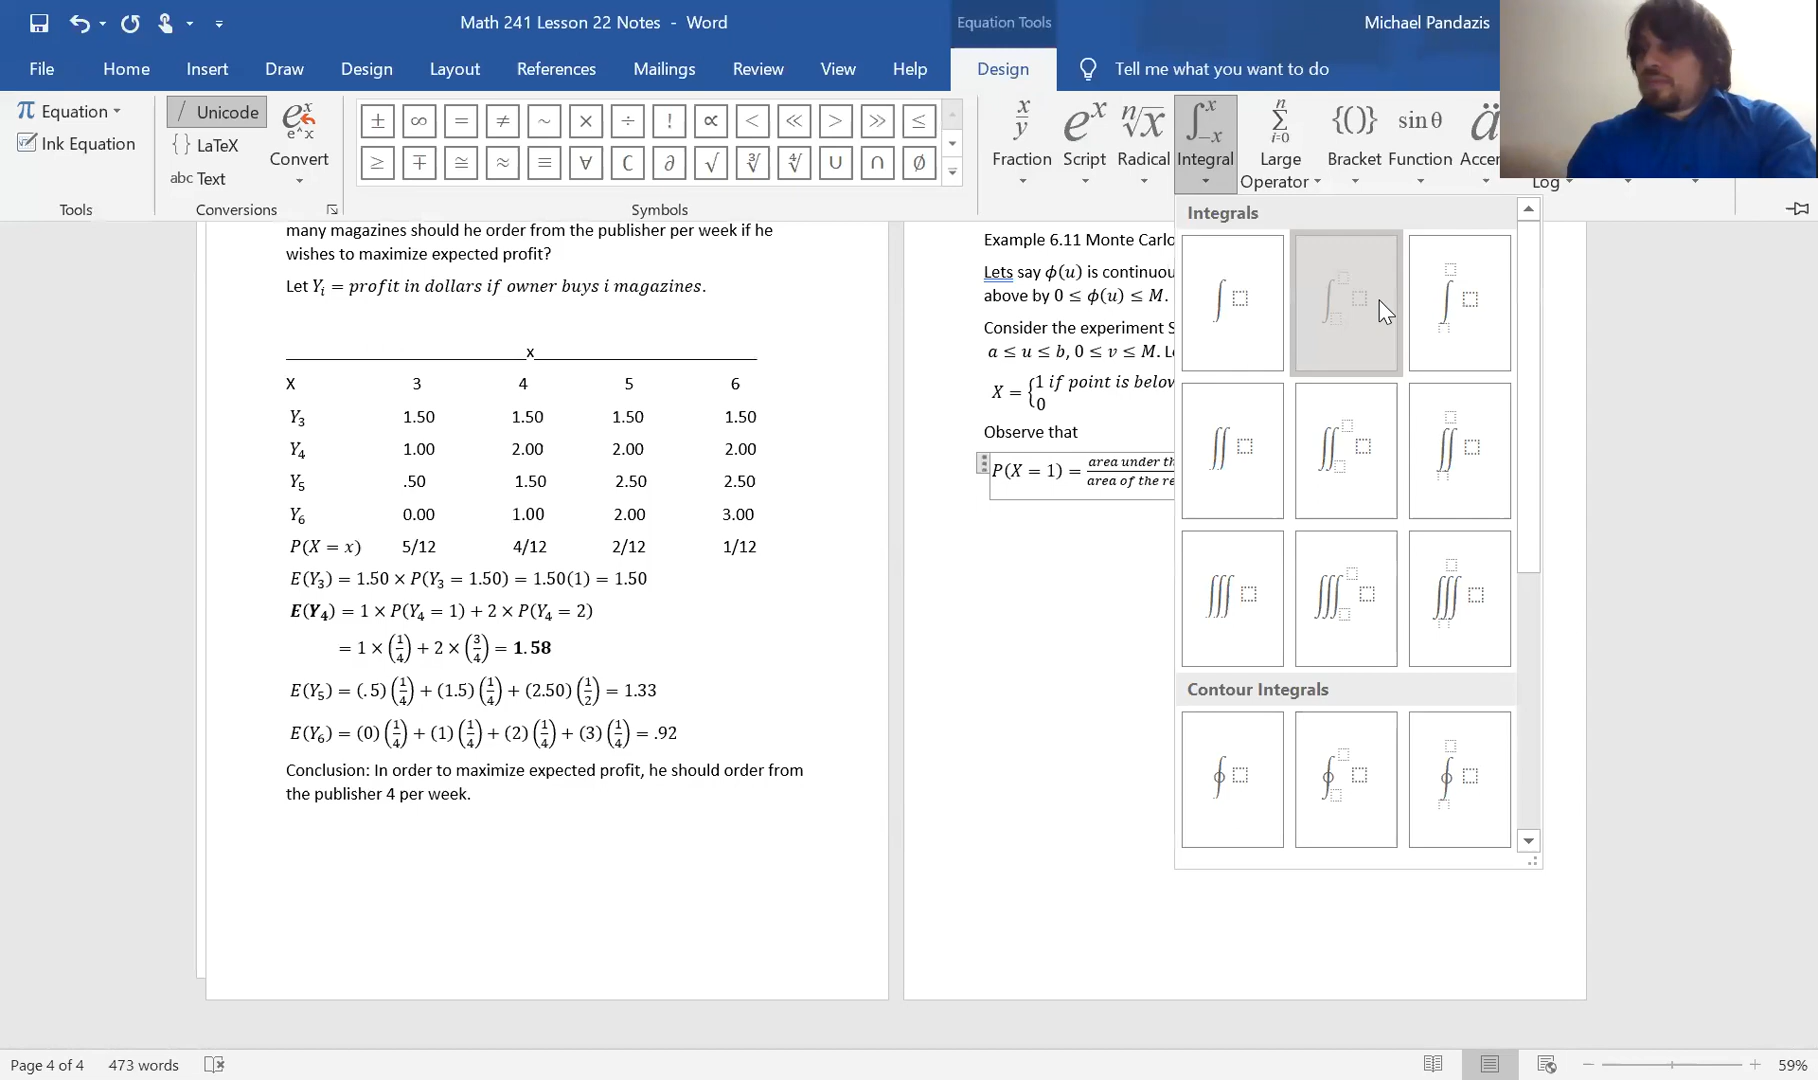 Math 241 Lesson 22 Notes - Word
Equation Tools
Michael Pandazis
File Home Insert Draw Design Layout References Mailings Review View Help Design Tell me what you want to do
π Equation
Ink Equation
Tools
/ Unicode
{} LaTeX
abc Text
eˣ e^x
Convert
Conversions
± ∞ = ≠ ~ × ÷ ! ∝ < ≪ > ≫ ≤
≥ ∓ ≅ ≈ ≡ ∀ ∁ ∂ √ ∛ ∜ ∪ ∩ ∅
Symbols
x/y Fraction
eˣ Script
ⁿ√x Radical
∫₋ₓˣ Integral
n Σ i=0 Large Operator
{()} Bracket
sin θ Function
ä Accen
Log
many magazines should he order from the publisher per week if he
wishes to maximize expected profit?
Let Y₃ᵢ = profit in dollars if owner buys i magazines.
x
X 3 4 5 6
Y₃ 1.50 1.50 1.50 1.50
Y₄ 1.00 2.00 2.00 2.00
Y₅ .50 1.50 2.50 2.50
Y₆ 0.00 1.00 2.00 3.00
P(X = x) 5/12 4/12 2/12 1/12
E(Y₃) = 1.50 × P(Y₃ = 1.50) = 1.50(1) = 1.50
E(Y₄) = 1 × P(Y₄ = 1) + 2 × P(Y₄ = 2)
= 1 × (1/4) + 2 × (3/4) = 1.58
E(Y₅) = (.5)(1/4) + (1.5)(1/4) + (2.50)(1/2) = 1.33
E(Y₆) = (0)(1/4) + (1)(1/4) + (2)(1/4) + (3)(1/4) = .92
Conclusion: In order to maximize expected profit, he should order from
the publisher 4 per week.
Example 6.11 Monte Carlo
Lets say ϕ(u) is continuou
above by 0 ≤ ϕ(u) ≤ M.
Consider the experiment S
a ≤ u ≤ b, 0 ≤ v ≤ M. L
X = {1 if point is below
0
Observe that
P(X = 1) = area under th / area of the re
Integrals
∫ ∫ ∫
∬ ∬ ∬
∭ ∭ ∭
Contour Integrals
∮ ∮ ∮
Page 4 of 4 473 words
59%